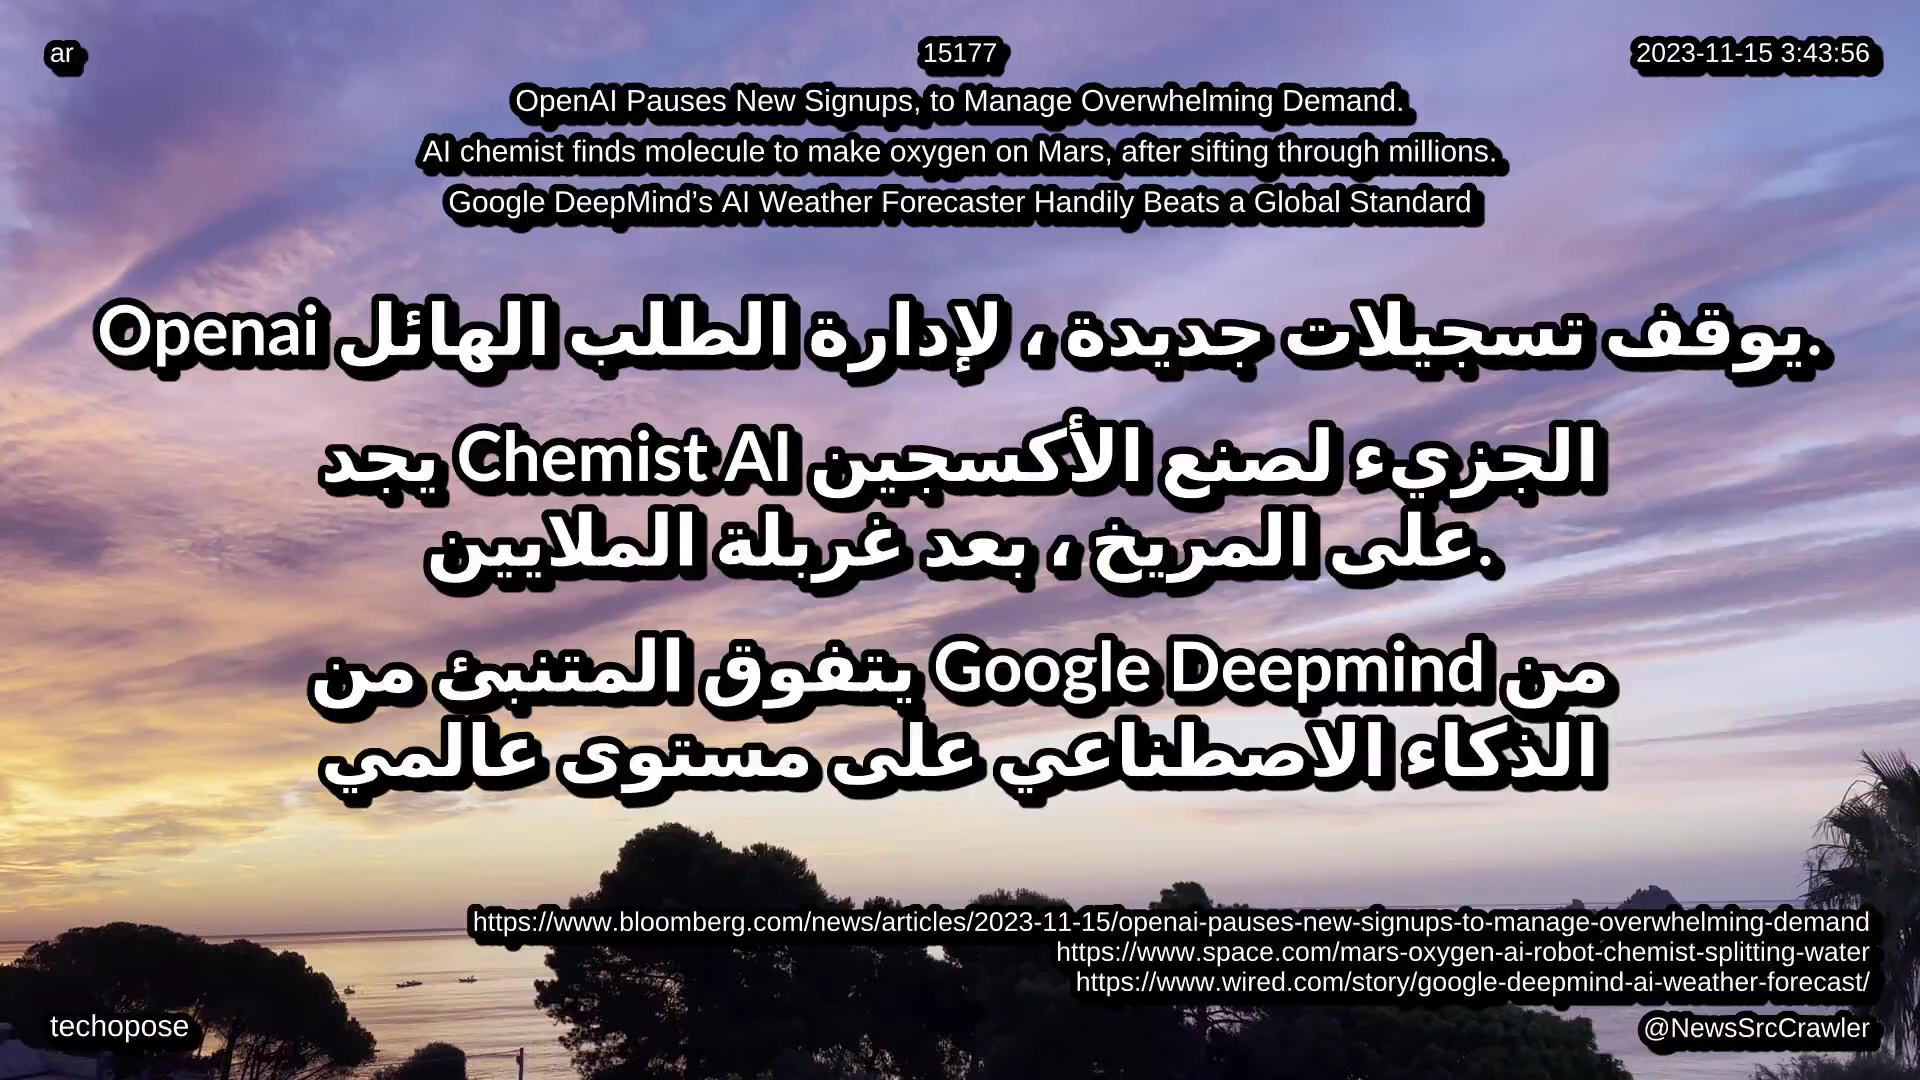 ar
15177
2023-11-15 3:43:56
OpenAI Pauses New Signups, to Manage Overwhelming Demand.
AI chemist finds molecule to make oxygen on Mars, after sifting through millions.
Google DeepMind’s AI Weather Forecaster Handily Beats a Global Standard
Openai يوقف تسجيلات جديدة ، لإدارة الطلب الهائل.
يجد Chemist AI الجزيء لصنع الأكسجين
على المريخ ، بعد غربلة الملايين.
يتفوق المتنبئ من Google Deepmind من
الذكاء الاصطناعي على مستوى عالمي
https://www.bloomberg.com/news/articles/2023-11-15/openai-pauses-new-signups-to-manage-overwhelming-demand
https://www.space.com/mars-oxygen-ai-robot-chemist-splitting-water
https://www.wired.com/story/google-deepmind-ai-weather-forecast/
techopose
@NewsSrcCrawler